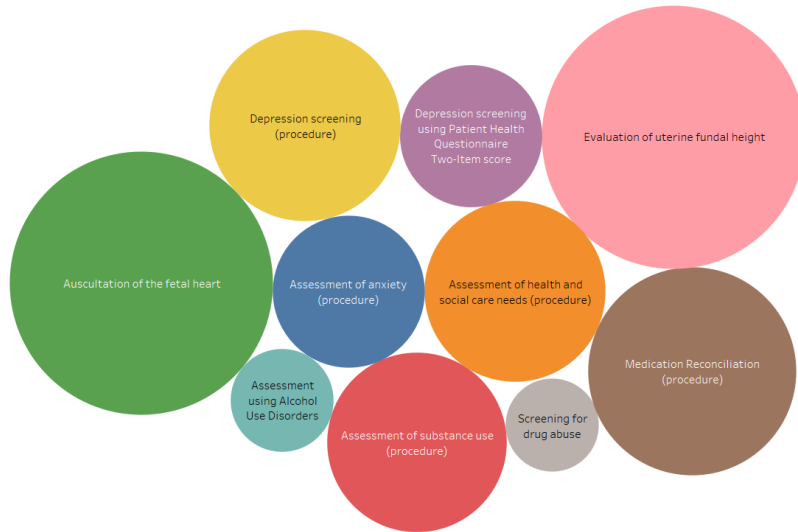 Depression screening
(procedure)
Depression screening
using Patient Health
Questionnaire
Two-Item score
Evaluation of uterine fundal height
Auscultation of the fetal heart
Assessment of anxiety
(procedure)
Assessment of health and
social care needs (procedure)
Medication Reconciliation
(procedure)
Assessment
using Alcohol
Use Disorders
Assessment of substance use
(procedure)
Screening for
drug abuse